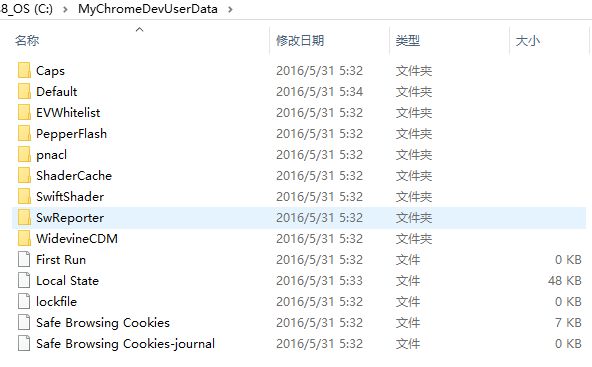 8_OS (C:) > MyChromeDevUserData >
名称 修改日期 类型 大小
Caps 2016/5/31 5:32 文件夹
Default 2016/5/31 5:34 文件夹
EVWhitelist 2016/5/31 5:32 文件夹
PepperFlash 2016/5/31 5:32 文件夹
pnacl 2016/5/31 5:32 文件夹
ShaderCache 2016/5/31 5:32 文件夹
SwiftShader 2016/5/31 5:32 文件夹
SwReporter 2016/5/31 5:32 文件夹
WidevineCDM 2016/5/31 5:32 文件夹
First Run 2016/5/31 5:32 文件 0 KB
Local State 2016/5/31 5:33 文件 48 KB
lockfile 2016/5/31 5:32 文件 0 KB
Safe Browsing Cookies 2016/5/31 5:32 文件 7 KB
Safe Browsing Cookies-journal 2016/5/31 5:32 文件 0 KB